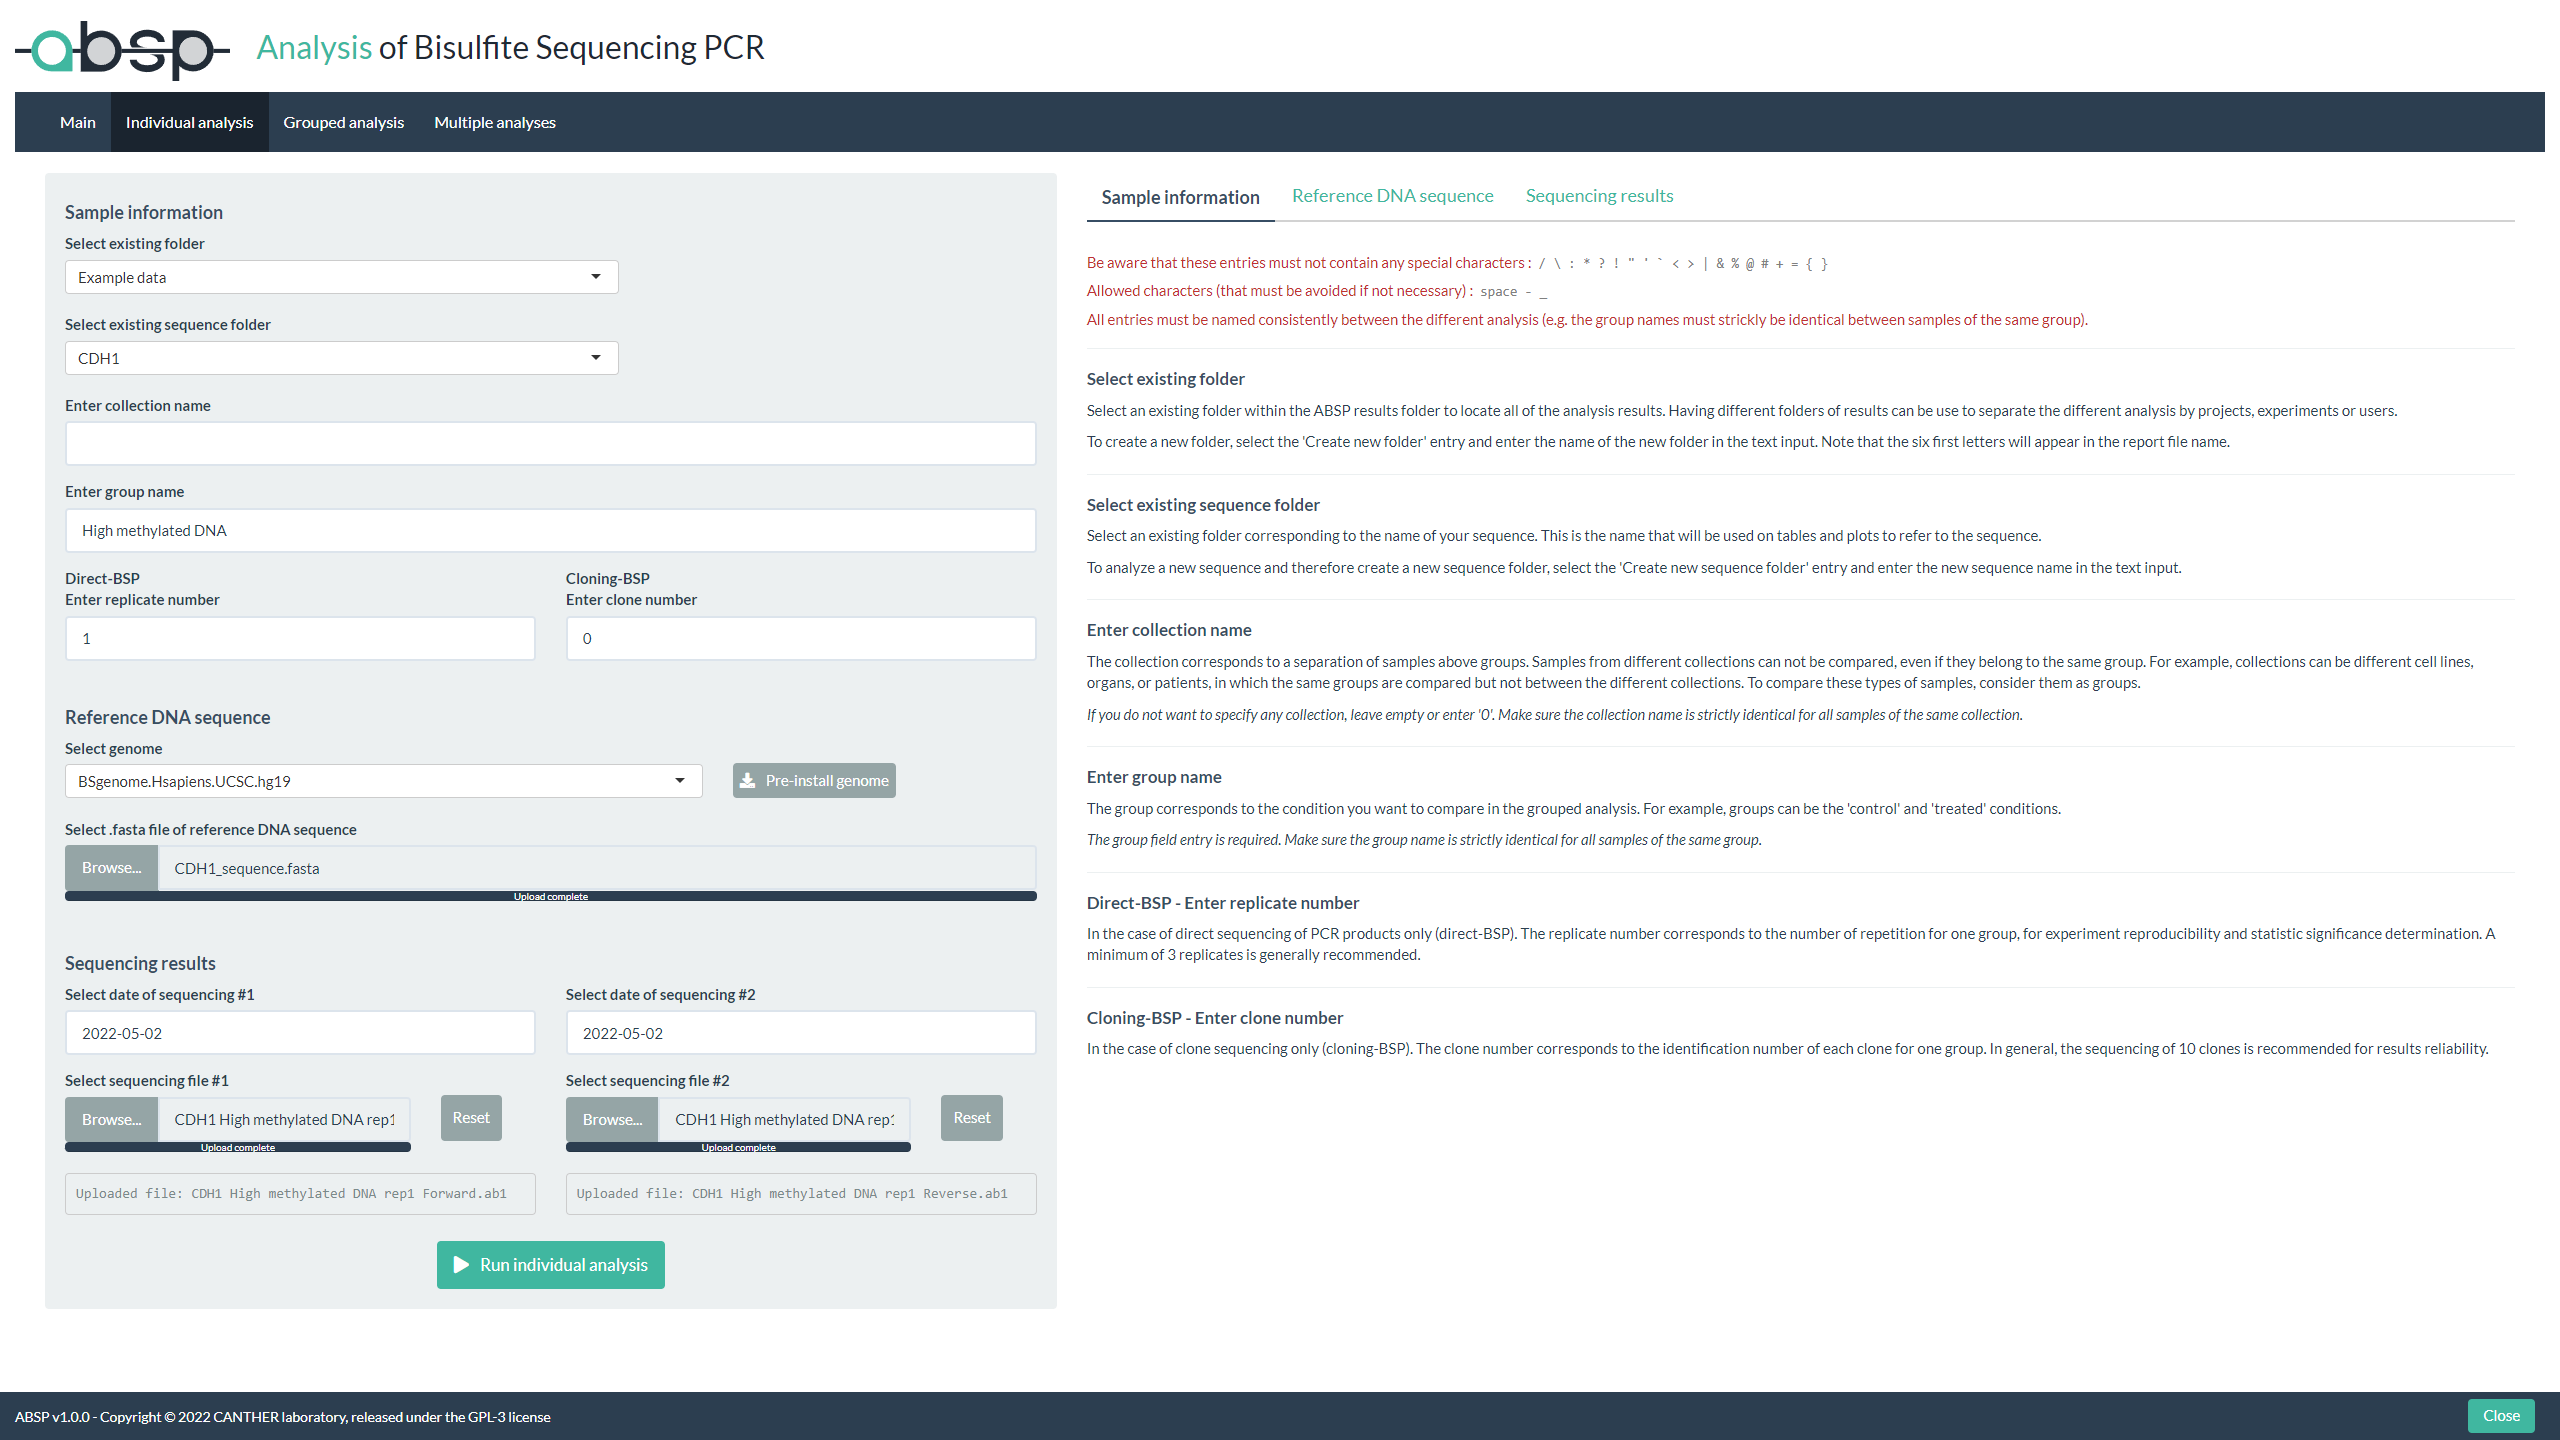 absp Analysis of Bisulfite Sequencing PCR
Main Individual analysis Grouped analysis Multiple analyses
Sample information
Select existing folder
Example data
Select existing sequence folder
CDH1
Enter collection name
Enter group name
High methylated DNA
Direct-BSP Cloning-BSP
Enter replicate number Enter clone number
1 0
Reference DNA sequence
Select genome
BSgenome.Hsapiens.UCSC.hg19 Pre-install genome
Select .fasta file of reference DNA sequence
Browse... CDH1_sequence.fasta
Upload complete
Sequencing results
Select date of sequencing #1 Select date of sequencing #2
2022-05-02 2022-05-02
Select sequencing file #1 Select sequencing file #2
Browse... CDH1 High methylated DNA rep1 Reset Browse... CDH1 High methylated DNA rep1 Reset
Upload complete Upload complete
Uploaded file: CDH1 High methylated DNA rep1 Forward.ab1 Uploaded file: CDH1 High methylated DNA rep1 Reverse.ab1
Run individual analysis
Sample information Reference DNA sequence Sequencing results
Be aware that these entries must not contain any special characters : / \ : * ? ! " ' ` < > | & % @ # + = { }
Allowed characters (that must be avoided if not necessary) : space - _
All entries must be named consistently between the different analysis (e.g. the group names must strickly be identical between samples of the same group).
Select existing folder
Select an existing folder within the ABSP results folder to locate all of the analysis results. Having different folders of results can be use to separate the different analysis by projects, experiments or users.
To create a new folder, select the 'Create new folder' entry and enter the name of the new folder in the text input. Note that the six first letters will appear in the report file name.
Select existing sequence folder
Select an existing folder corresponding to the name of your sequence. This is the name that will be used on tables and plots to refer to the sequence.
To analyze a new sequence and therefore create a new sequence folder, select the 'Create new sequence folder' entry and enter the new sequence name in the text input.
Enter collection name
The collection corresponds to a separation of samples above groups. Samples from different collections can not be compared, even if they belong to the same group. For example, collections can be different cell lines,
organs, or patients, in which the same groups are compared but not between the different collections. To compare these types of samples, consider them as groups.
If you do not want to specify any collection, leave empty or enter '0'. Make sure the collection name is strictly identical for all samples of the same collection.
Enter group name
The group corresponds to the condition you want to compare in the grouped analysis. For example, groups can be the 'control' and 'treated' conditions.
The group field entry is required. Make sure the group name is strictly identical for all samples of the same group.
Direct-BSP - Enter replicate number
In the case of direct sequencing of PCR products only (direct-BSP). The replicate number corresponds to the number of repetition for one group, for experiment reproducibility and statistic significance determination. A
minimum of 3 replicates is generally recommended.
Cloning-BSP - Enter clone number
In the case of clone sequencing only (cloning-BSP). The clone number corresponds to the identification number of each clone for one group. In general, the sequencing of 10 clones is recommended for results reliability.
ABSP v1.0.0 - Copyright © 2022 CANTHER laboratory, released under the GPL-3 license Close